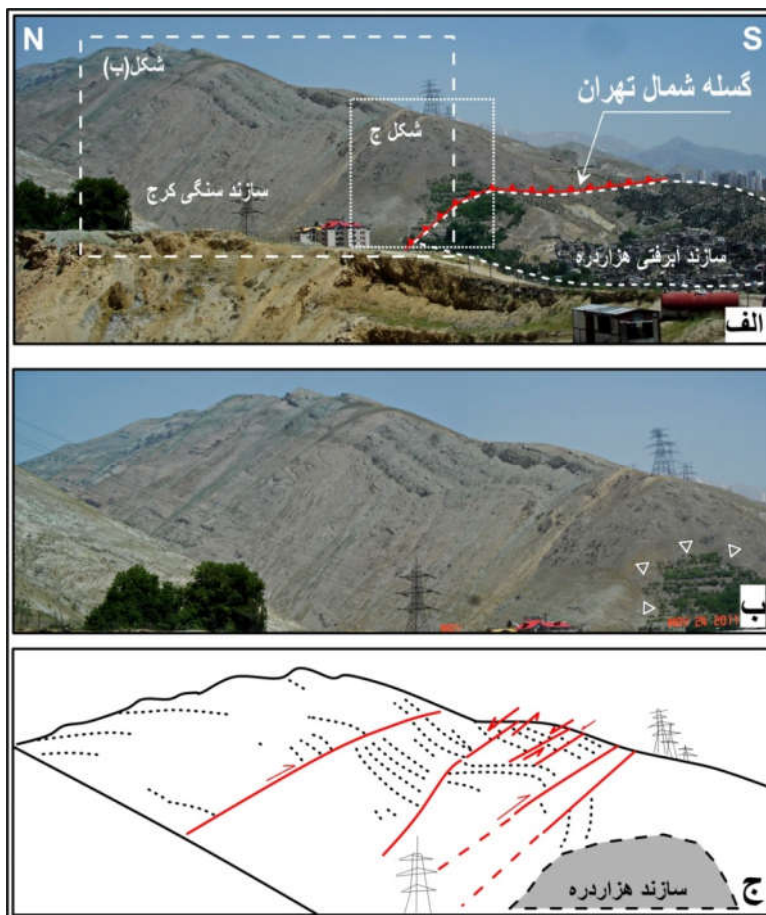 N
S
شکل(ب)
گسله شمال تهران
شکل ج
سازند سنگی کرج
سازند ابرفتی هزاردره
الف
ب
سازند هزاردره
ج